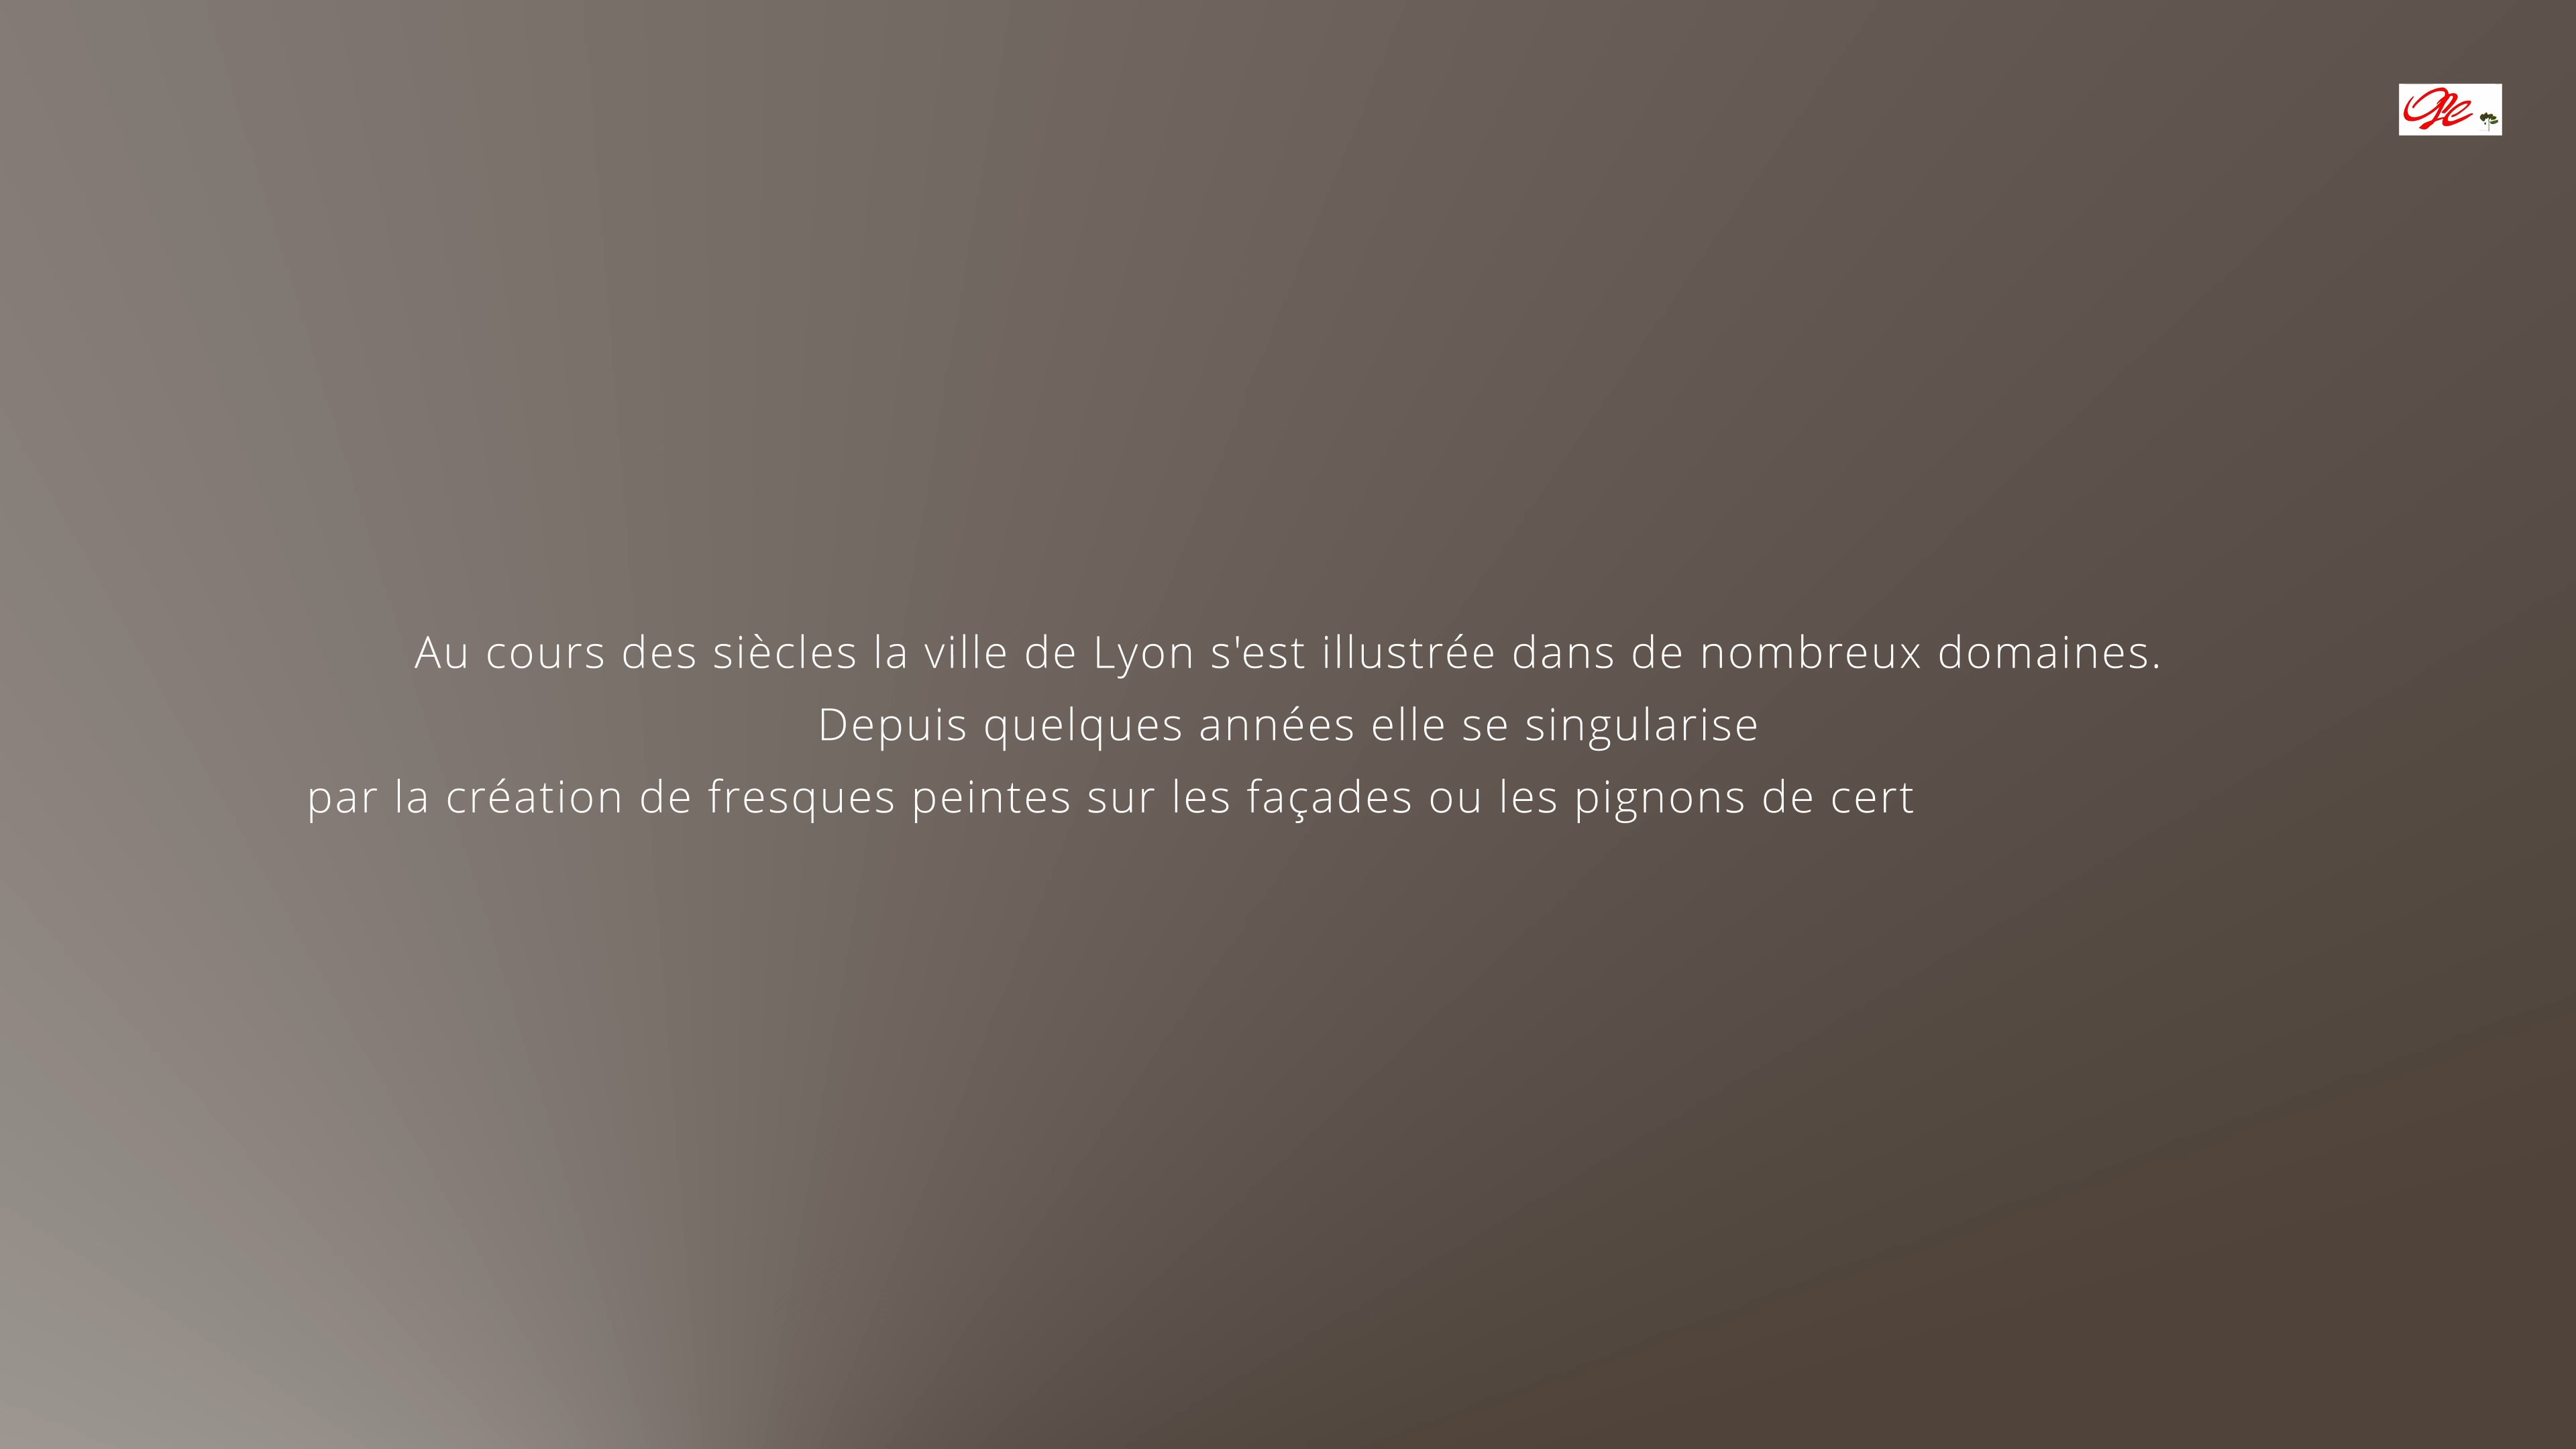 Au cours des siècles la ville de Lyon s'est illustrée dans de nombreux domaines.
Depuis quelques années elle se singularise
par la création de fresques peintes sur les façades ou les pignons de cert